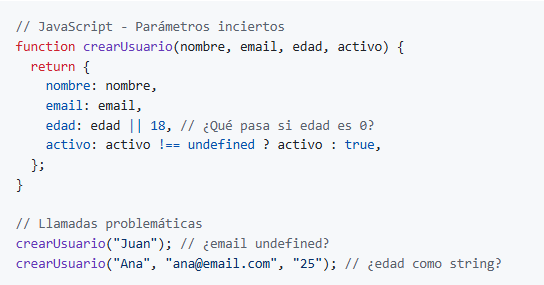 // JavaScript - Parámetros inciertos
function crearUsuario(nombre, email, edad, activo) {
  return {
    nombre: nombre,
    email: email,
    edad: edad || 18, // ¿Qué pasa si edad es 0?
    activo: activo !== undefined ? activo : true,
  };
}

// Llamadas problemáticas
crearUsuario("Juan"); // ¿email undefined?
crearUsuario("Ana", "ana@email.com", "25"); // ¿edad como string?